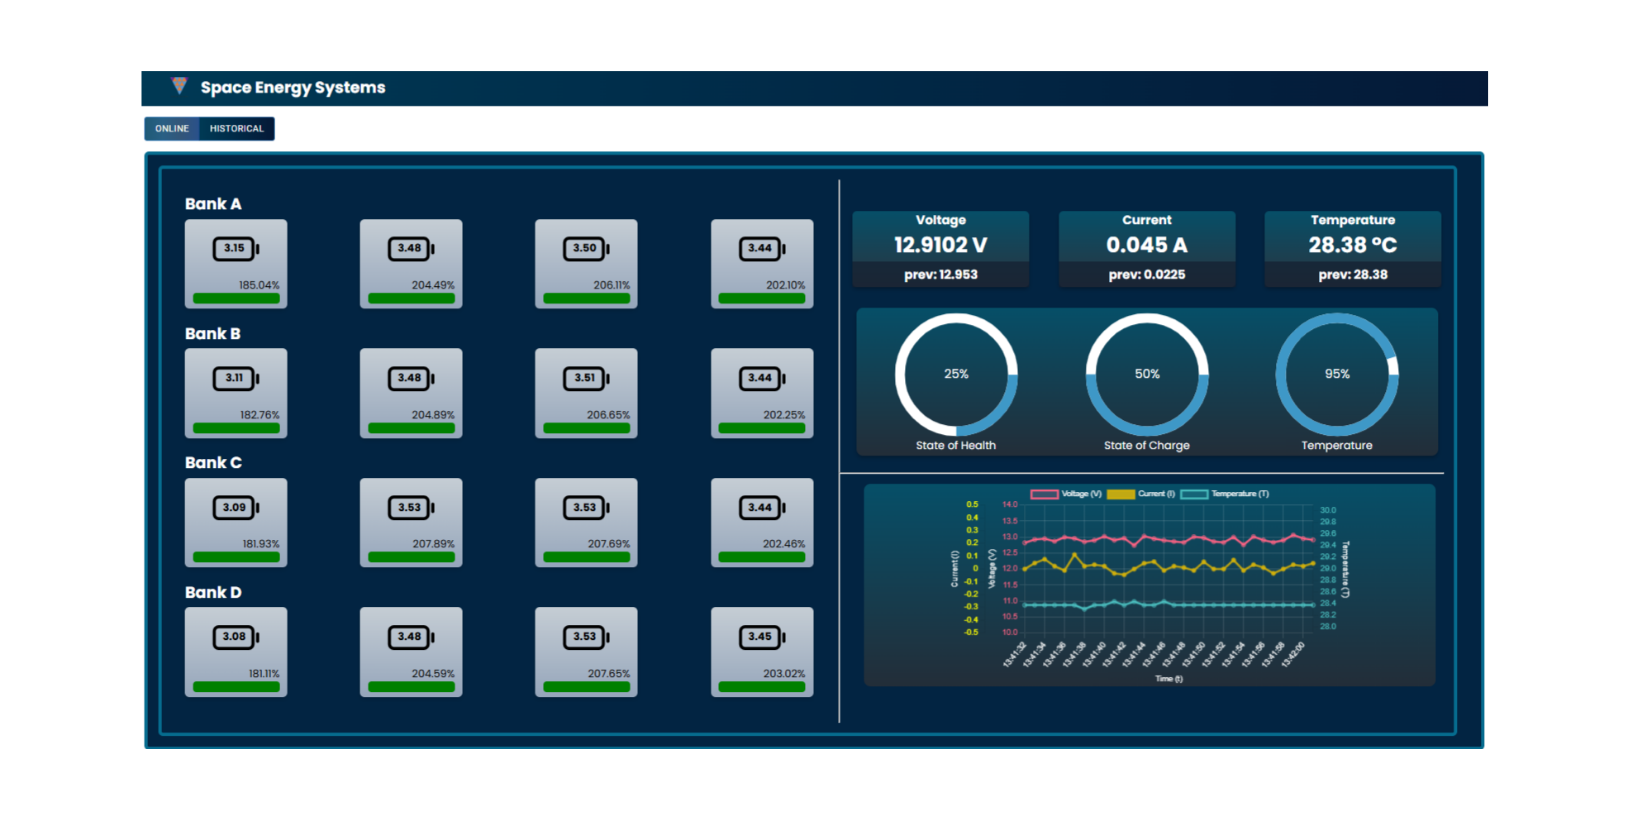 Space Energy Systems
ONLINE HISTORICAL
Bank A
3.15 3.48 3.50 3.44
185.04% 204.49% 206.11% 202.10%
Bank B
3.11 3.48 3.51 3.44
182.76% 204.89% 206.65% 202.25%
Bank C
3.09 3.53 3.53 3.44
181.93% 207.89% 207.69% 202.46%
Bank D
3.08 3.48 3.53 3.45
181.11% 204.59% 207.65% 203.02%
Voltage
12.9102 V
prev: 12.953
Current
0.045 A
prev: 0.0225
Temperature
28.38 °C
prev: 28.38
25%
State of Health
50%
State of Charge
95%
Temperature
Voltage (V) Current (I) Temperature (T)
Current (I)
0.5
0.4
0.3
0.2
0.1
0
-0.1
-0.2
-0.3
-0.4
-0.5
Voltage (V)
14.0
13.5
13.0
12.5
12.0
11.5
11.0
10.5
10.0
30.0
29.8
29.6
29.4
29.2
29.0
28.8
28.6
28.4
28.2
28.0
Temperature (T)
13:41:32 13:41:34 13:41:36 13:41:38 13:41:40 13:41:42 13:41:44 13:41:46 13:41:48 13:41:50 13:41:52 13:41:54 13:41:56 13:41:58 13:42:00
Time (t)